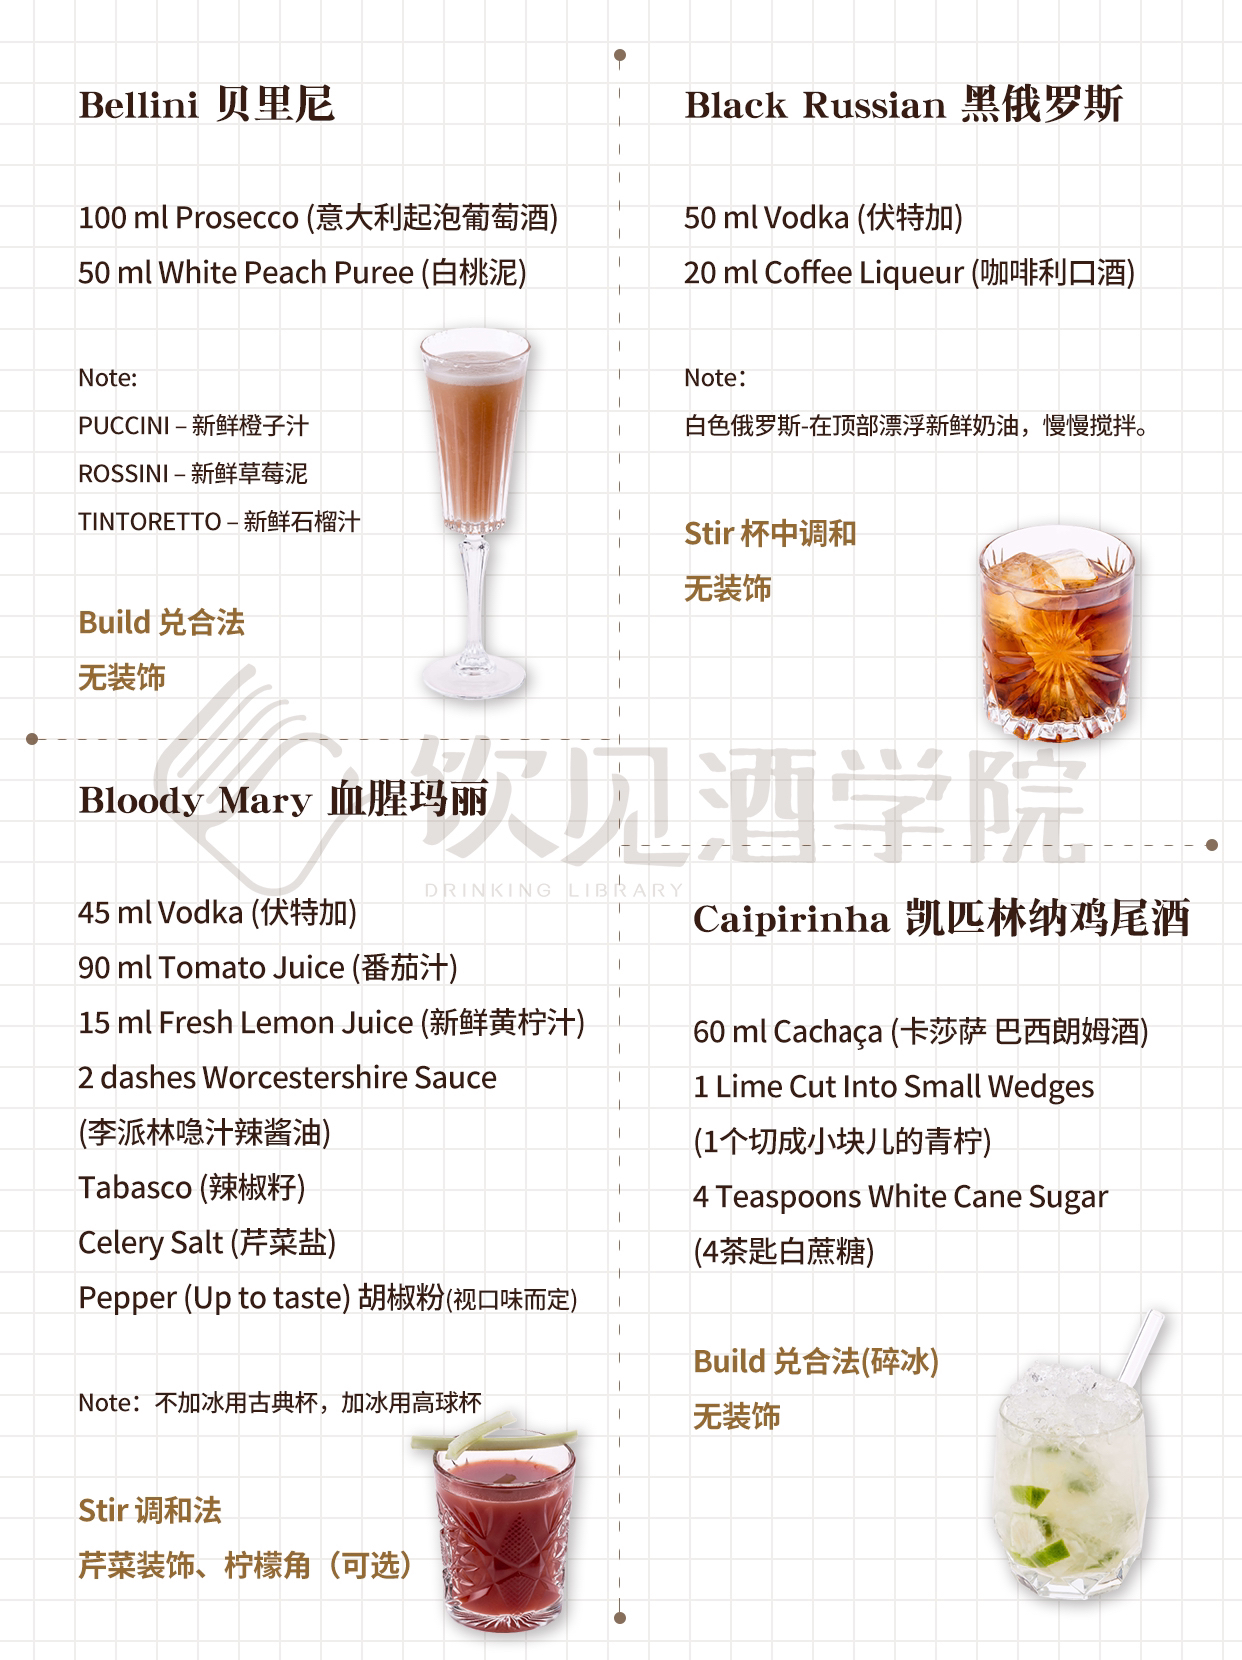 Bellini 贝里尼
100 ml Prosecco (意大利起泡葡萄酒)
50 ml White Peach Puree (白桃泥)
Note:
PUCCINI – 新鲜橙子汁
ROSSINI – 新鲜草莓泥
TINTORETTO – 新鲜石榴汁
Build 兑合法
无装饰
Black Russian 黑俄罗斯
50 ml Vodka (伏特加)
20 ml Coffee Liqueur (咖啡利口酒)
Note：
白色俄罗斯-在顶部漂浮新鲜奶油，慢慢搅拌。
Stir 杯中调和
无装饰
饮见酒学院
DRINKING LIBRARY
Bloody Mary 血腥玛丽
45 ml Vodka (伏特加)
90 ml Tomato Juice (番茄汁)
15 ml Fresh Lemon Juice (新鲜黄柠汁)
2 dashes Worcestershire Sauce
(李派林喼汁辣酱油)
Tabasco (辣椒籽)
Celery Salt (芹菜盐)
Pepper (Up to taste) 胡椒粉(视口味而定)
Note：不加冰用古典杯，加冰用高球杯
Stir 调和法
芹菜装饰、柠檬角（可选）
Caipirinha 凯匹林纳鸡尾酒
60 ml Cachaça (卡莎萨 巴西朗姆酒)
1 Lime Cut Into Small Wedges
(1个切成小块儿的青柠)
4 Teaspoons White Cane Sugar
(4茶匙白蔗糖)
Build 兑合法(碎冰)
无装饰